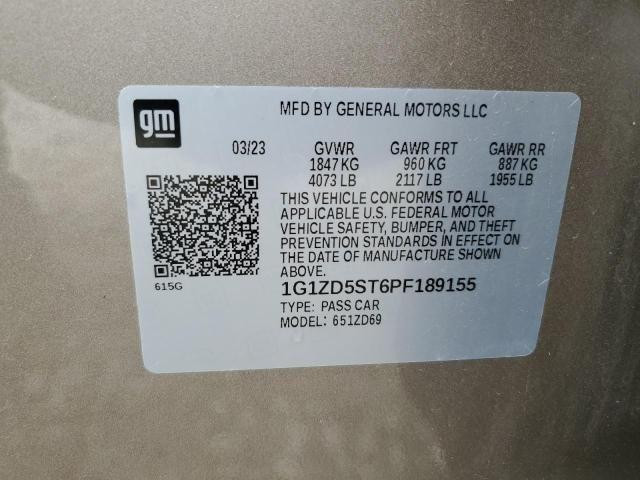 gm
MFD BY GENERAL MOTORS LLC
03/23 GVWR GAWR FRT GAWR RR
1847 KG 960 KG 887 KG
4073 LB 2117 LB 1955 LB
THIS VEHICLE CONFORMS TO ALL
APPLICABLE U.S. FEDERAL MOTOR
VEHICLE SAFETY, BUMPER, AND THEFT
PREVENTION STANDARDS IN EFFECT ON
THE DATE OF MANUFACTURE SHOWN
ABOVE.
615G
1G1ZD5ST6PF189155
TYPE: PASS CAR
MODEL: 651ZD69